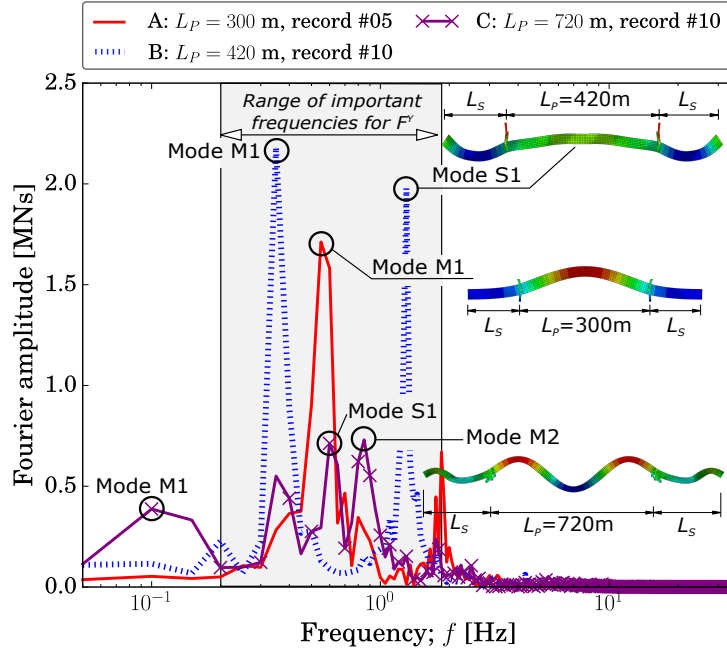 A: L_P = 300 m, record #05
C: L_P = 720 m, record #10
B: L_P = 420 m, record #10
Range of important
frequencies for F^Y
L_S
L_P=420m
L_S
Mode M1
Mode S1
Mode M1
L_S
L_P=300m
L_S
Mode S1
Mode M2
Mode M1
L_S
L_P=720m
L_S
2.5
2.0
1.5
1.0
0.5
0.0
Fourier amplitude [MNs]
10^{-1}
10^0
10^1
Frequency; f [Hz]